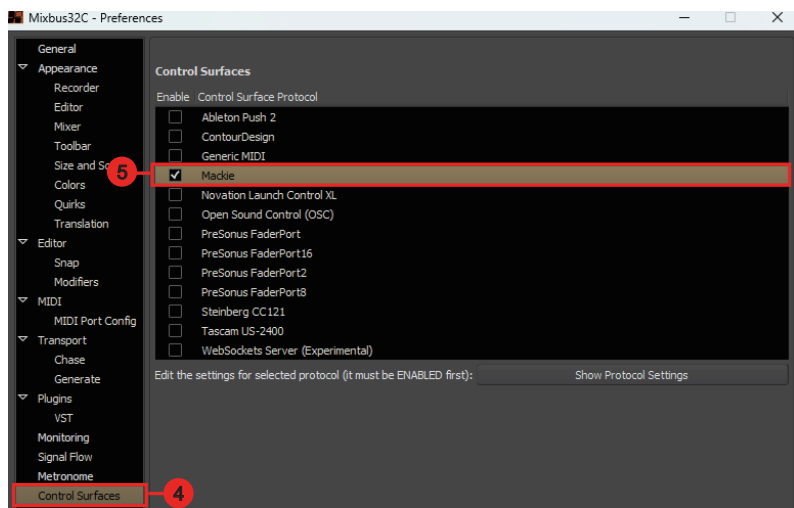 Mixbus32C - Preferences
General
Appearance
Recorder
Editor
Mixer
Toolbar
Size and
Colors
Quirks
Translation
Editor
Snap
Modifiers
MIDI
MIDI Port Config
Transport
Chase
Generate
Plugins
VST
Monitoring
Signal Flow
Metronome
Control Surfaces
4
Control Surfaces
Enable Control Surface Protocol
Ableton Push 2
ContourDesign
Generic MIDI
5
Mackie
Novation Launch Control XL
Open Sound Control (OSC)
PreSonus FaderPort
PreSonus FaderPort16
PreSonus FaderPort2
PreSonus FaderPort8
Steinberg CC121
Tascam US-2400
WebSockets Server (Experimental)
Edit the settings for selected protocol (it must be ENABLED first): Show Protocol Settings